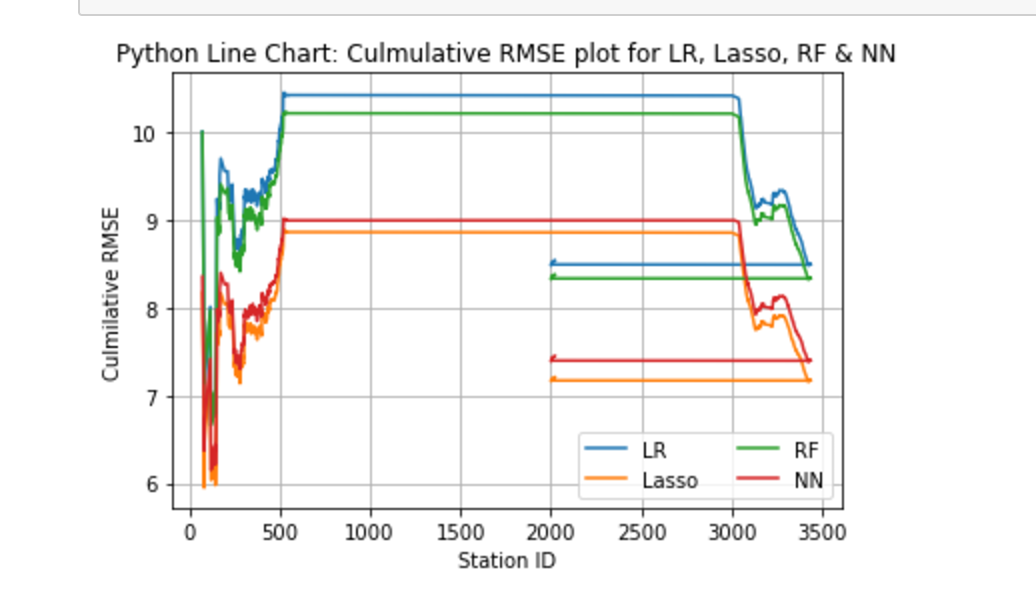 Python Line Chart: Culmulative RMSE plot for LR, Lasso, RF & NN
Culmilative RMSE
10
9
8
7
6
0 500 1000 1500 2000 2500 3000 3500
Station ID
LR RF
Lasso NN